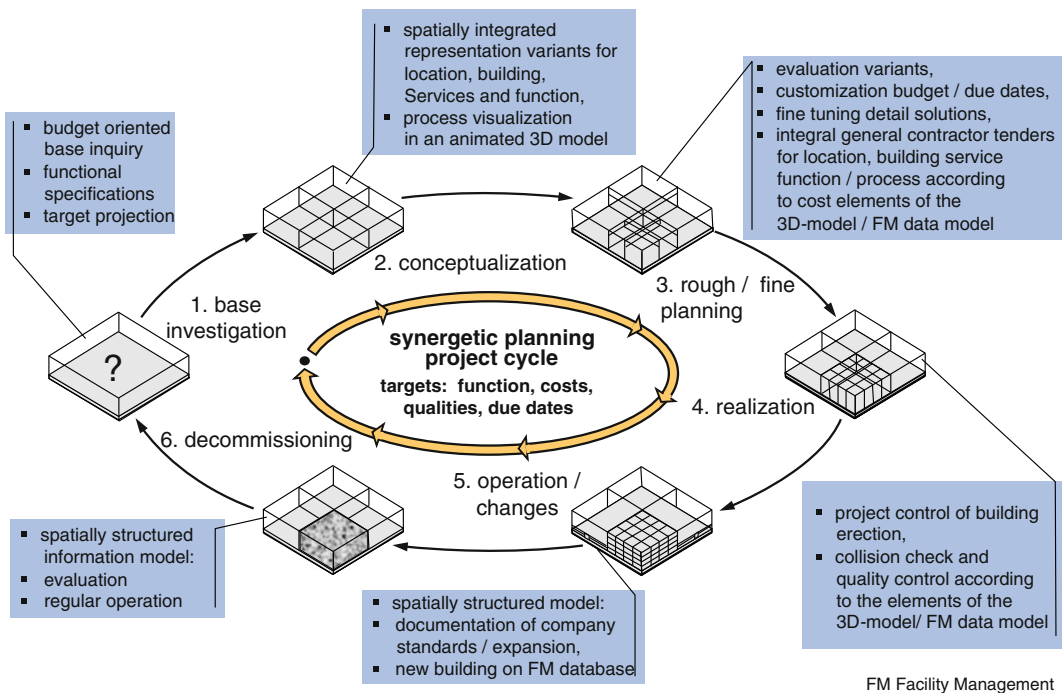 ▪ spatially integrated
representation variants for
location, building,
Services and function,
▪ process visualization
in an animated 3D model
▪ evaluation variants,
▪ customization budget / due dates,
▪ fine tuning detail solutions,
▪ integral general contractor tenders
for location, building service
function / process according
to cost elements of the
3D-model / FM data model
▪ budget oriented
base inquiry
▪ functional
specifications
▪ target projection
1. base
investigation
2. conceptualization
3. rough / fine
planning
?
synergetic planning
project cycle
targets: function, costs,
qualities, due dates
4. realization
6. decommissioning
5. operation /
changes
▪ spatially structured
information model:
▪ evaluation
▪ regular operation
▪ spatially structured model:
▪ documentation of company
standards / expansion,
▪ new building on FM database
▪ project control of building
erection,
▪ collision check and
quality control according
to the elements of the
3D-model/ FM data model
FM Facility Management